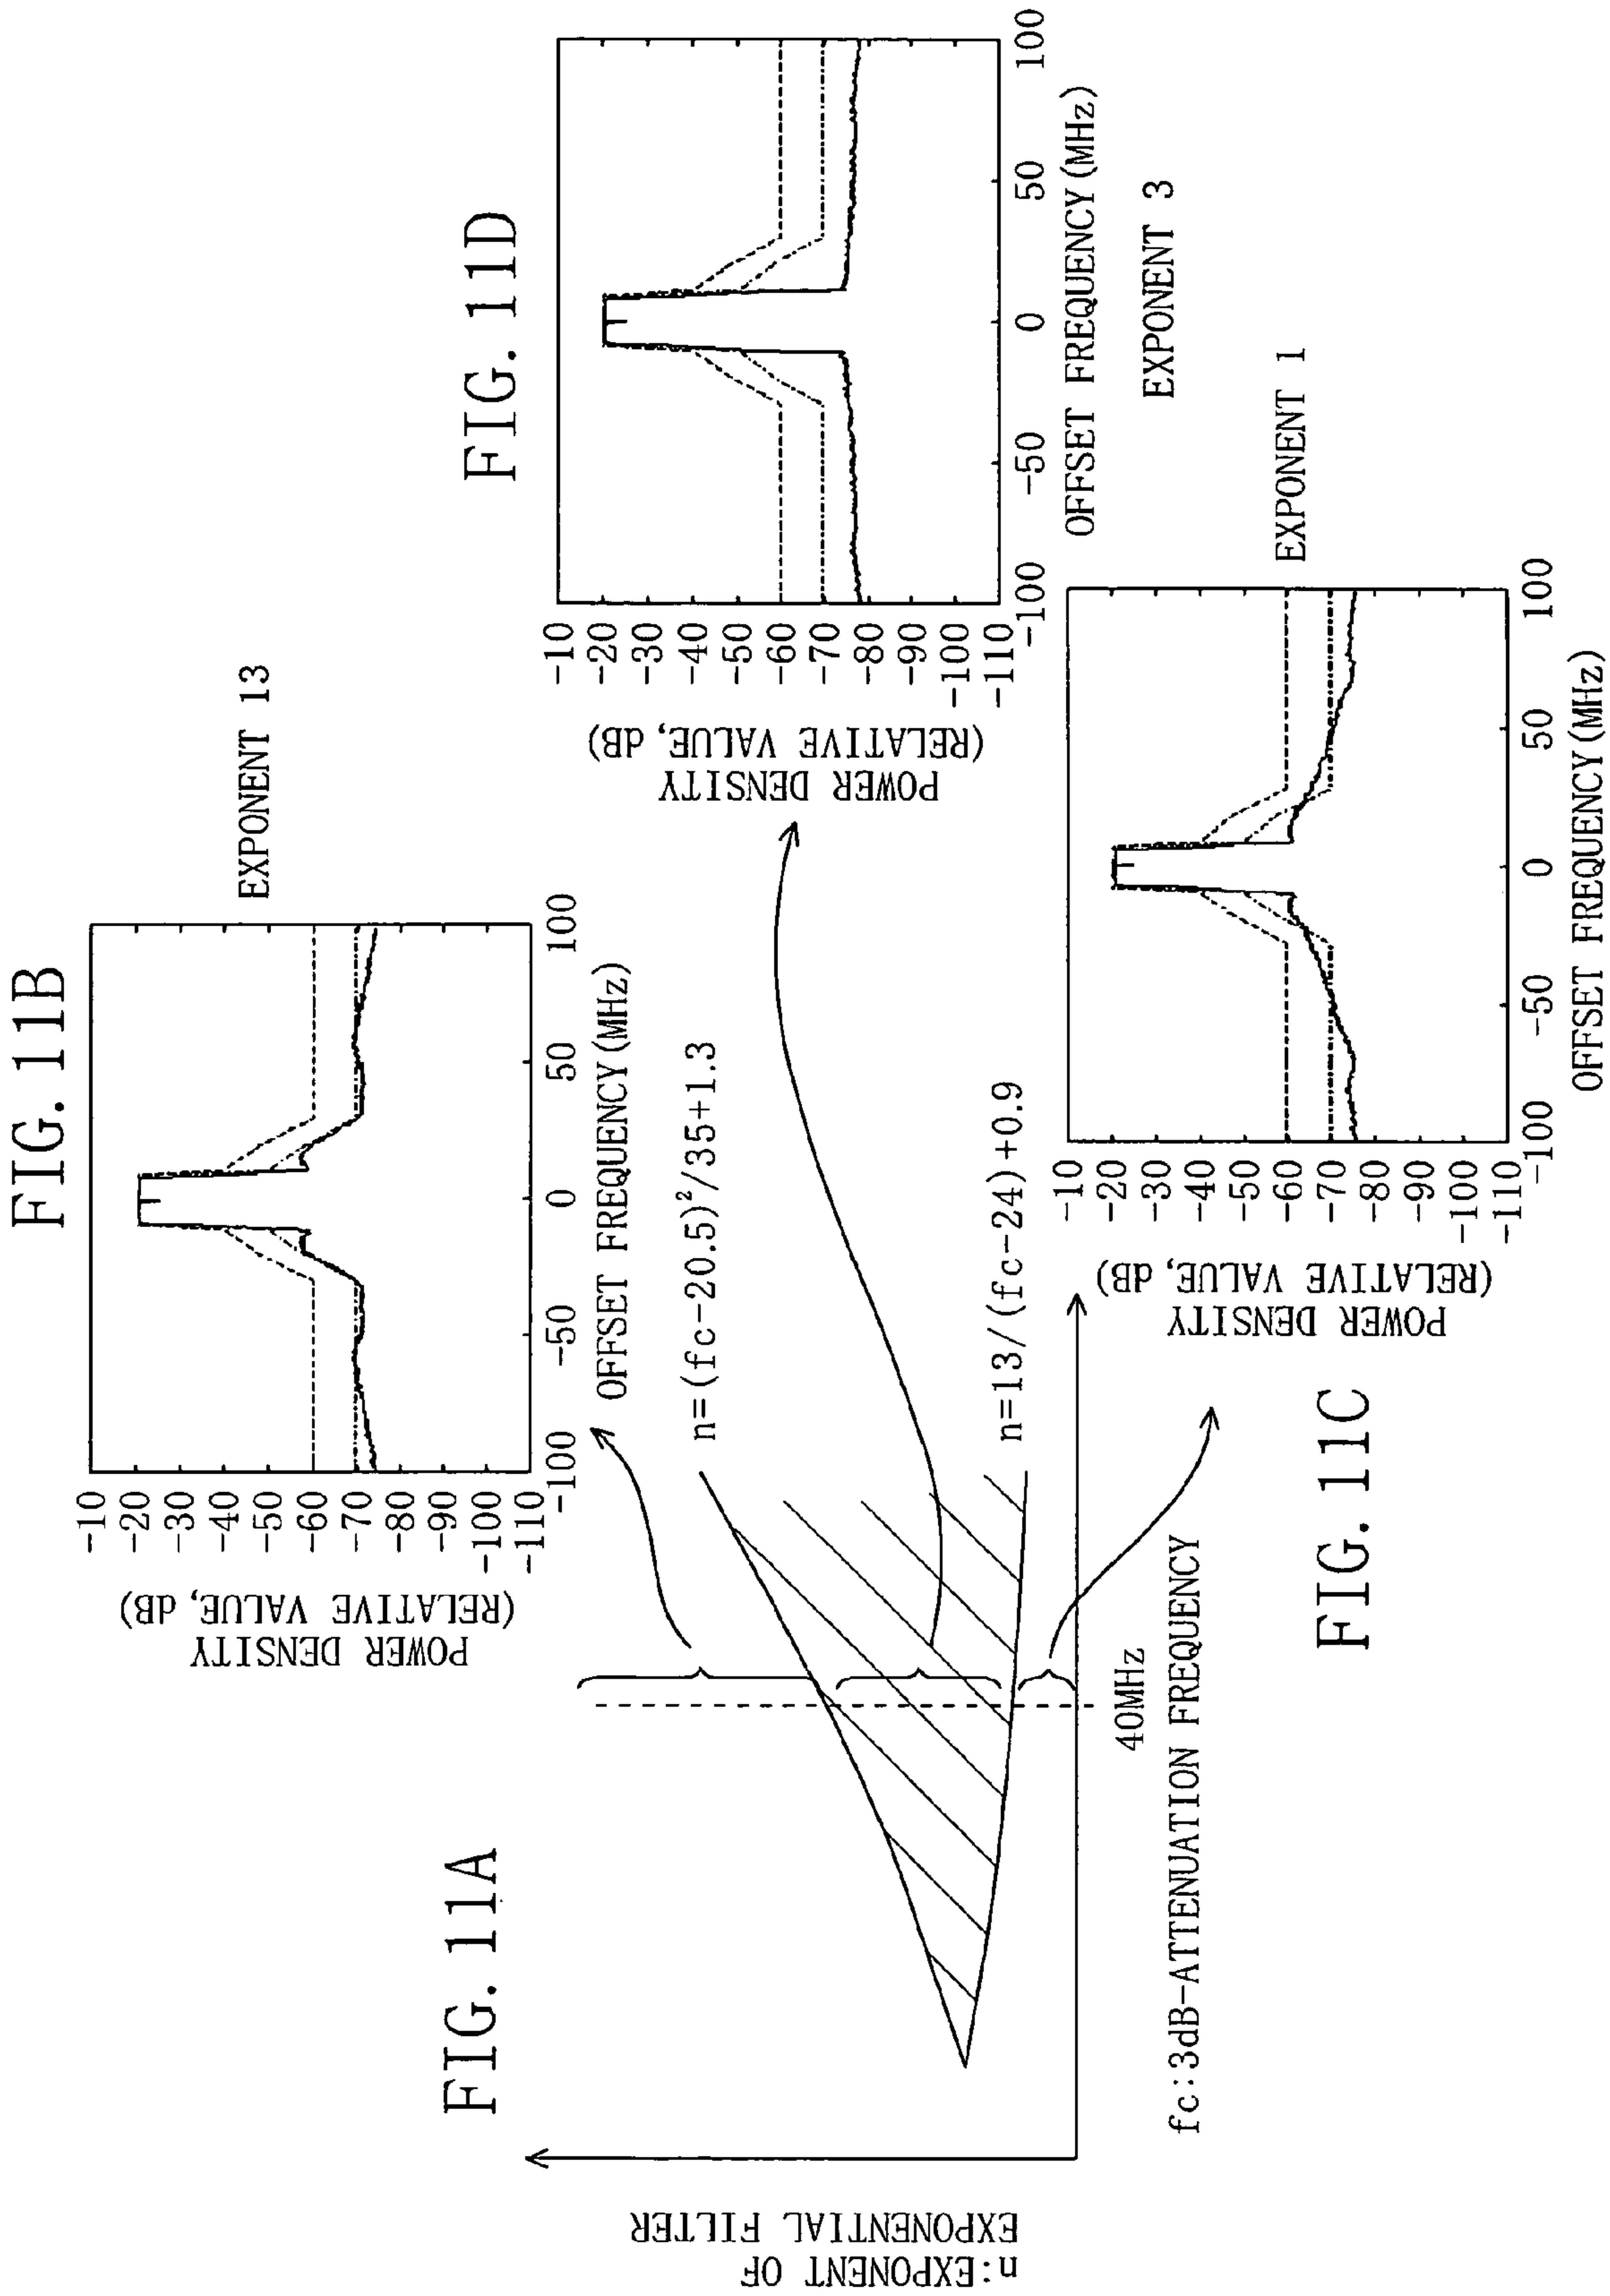 FIG. 11A
n:EXPONENT OF
EXPONENTIAL FILTER
n=(fc-20.5)²/35+1.3
n=13/(fc-24)+0.9
40MHz
fc:3dB-ATTENUATION FREQUENCY
FIG. 11B
EXPONENT 13
POWER DENSITY
(RELATIVE VALUE, dB)
-10
-20
-30
-40
-50
-60
-70
-80
-90
-100
-110
-100 -50 0 50 100
OFFSET FREQUENCY(MHz)
FIG. 11C
EXPONENT 1
POWER DENSITY
(RELATIVE VALUE, dB)
-10
-20
-30
-40
-50
-60
-70
-80
-90
-100
-110
-100 -50 0 50 100
OFFSET FREQUENCY(MHz)
FIG. 11D
POWER DENSITY
(RELATIVE VALUE, dB)
-10
-20
-30
-40
-50
-60
-70
-80
-90
-100
-110
-100 -50 0 50 100
OFFSET FREQUENCY(MHz)
EXPONENT 3